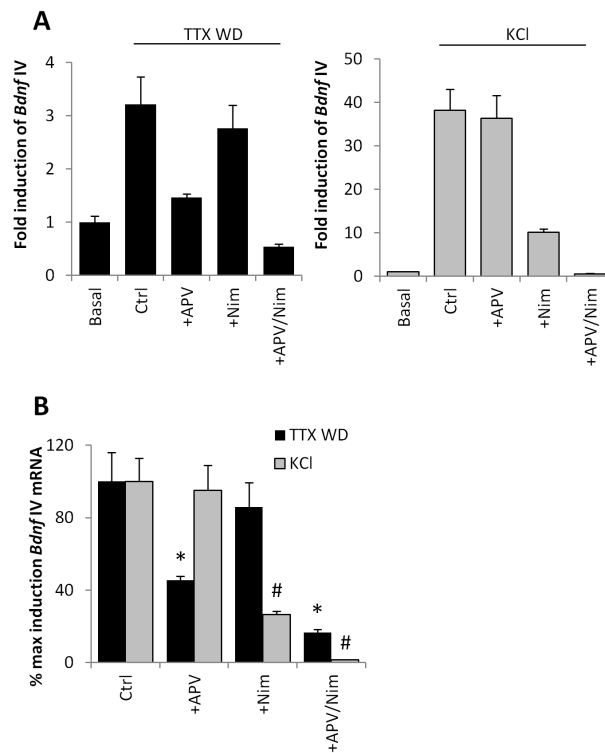 A
TTX WD
Fold induction of Bdnf IV
4
3
2
1
0
Basal
Ctrl
+APV
+Nim
+APV/Nim
KCl
Fold induction of Bdnf IV
50
40
30
20
10
0
Basal
Ctrl
+APV
+Nim
+APV/Nim
B
TTX WD
KCl
% max induction Bdnf IV mRNA
120
80
40
0
*
#
*
#
Ctrl
+APV
+Nim
+APV/Nim